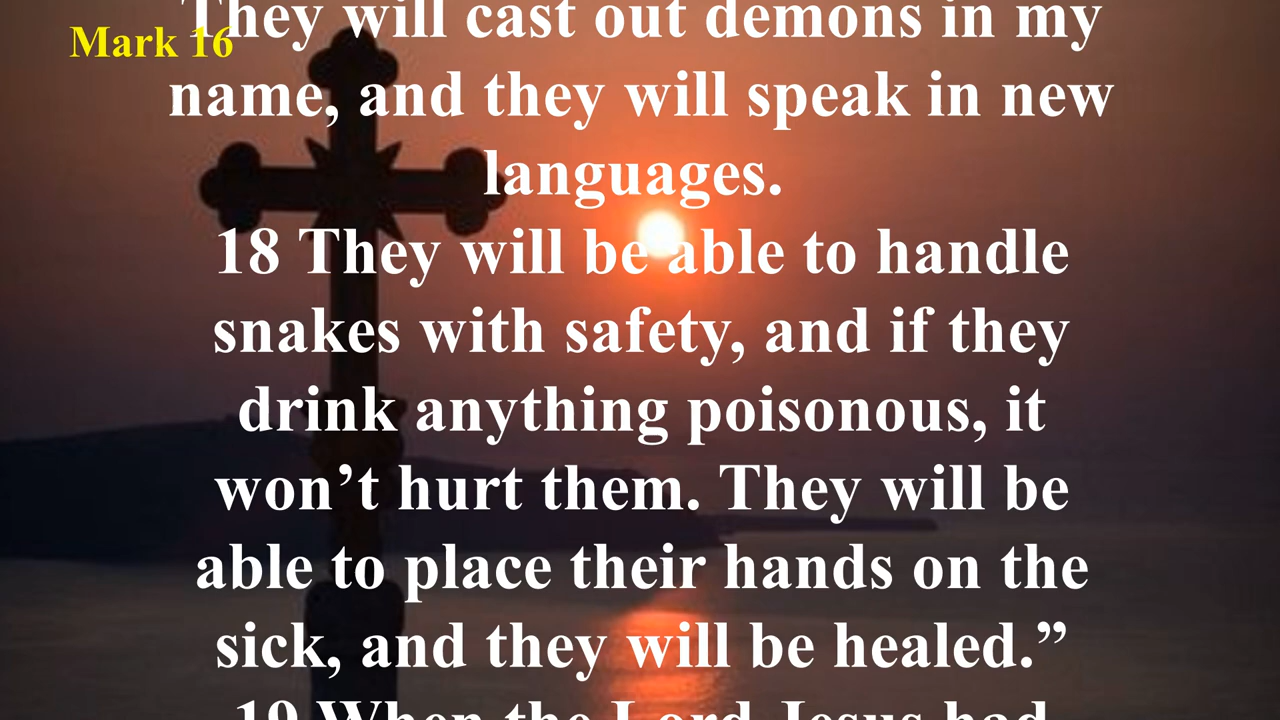 They will cast out demons in my
Mark 16
name, and they will speak in new
languages.
18 They will be able to handle
snakes with safety, and if they
drink anything poisonous, it
won’t hurt them. They will be
able to place their hands on the
sick, and they will be healed.”
19 When the Lord Jesus had